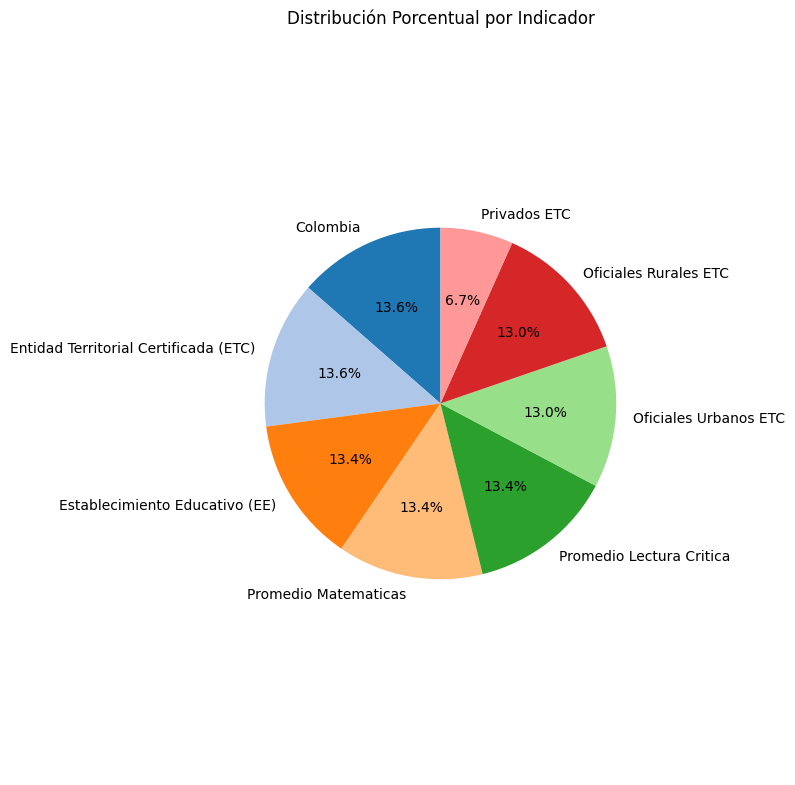 Distribución Porcentual por Indicador
Privados ETC
Colombia
Oficiales Rurales ETC
6.7%
13.6%
13.0%
Entidad Territorial Certificada (ETC)
13.6%
13.0%
Oficiales Urbanos ETC
13.4%
13.4%
Establecimiento Educativo (EE)
13.4%
Promedio Lectura Critica
Promedio Matematicas